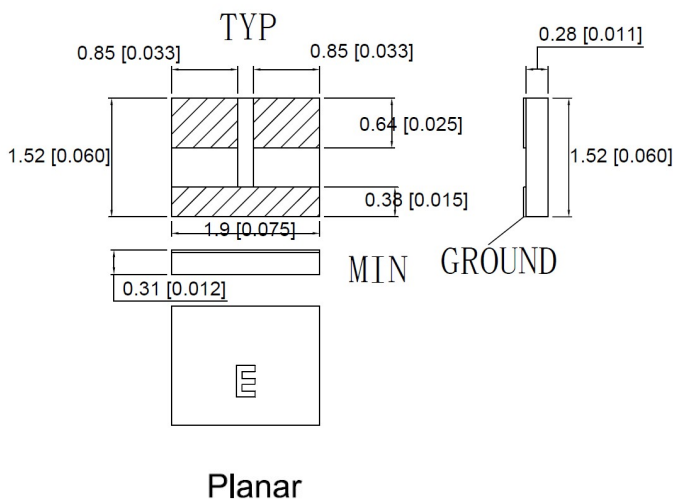 TYP
0.85 [0.033]
0.85 [0.033]
0.28 [0.011]
0.64 [0.025]
1.52 [0.060]
1.52 [0.060]
0.38 [0.015]
1.9 [0.075]
MIN
GROUND
0.31 [0.012]
E
Planar